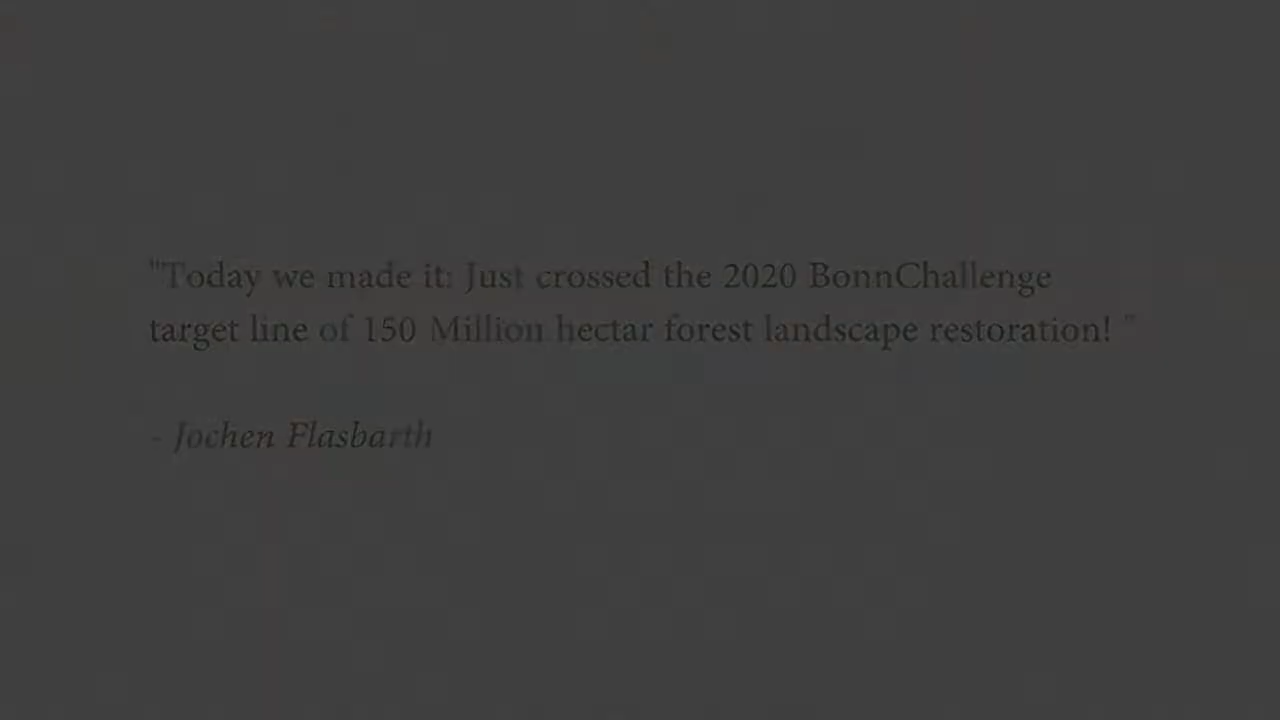 "Today we made it: Just crossed the 2020 BonnChallenge
target line of 150 Million hectar forest landscape restoration! "
- Jochen Flasbarth